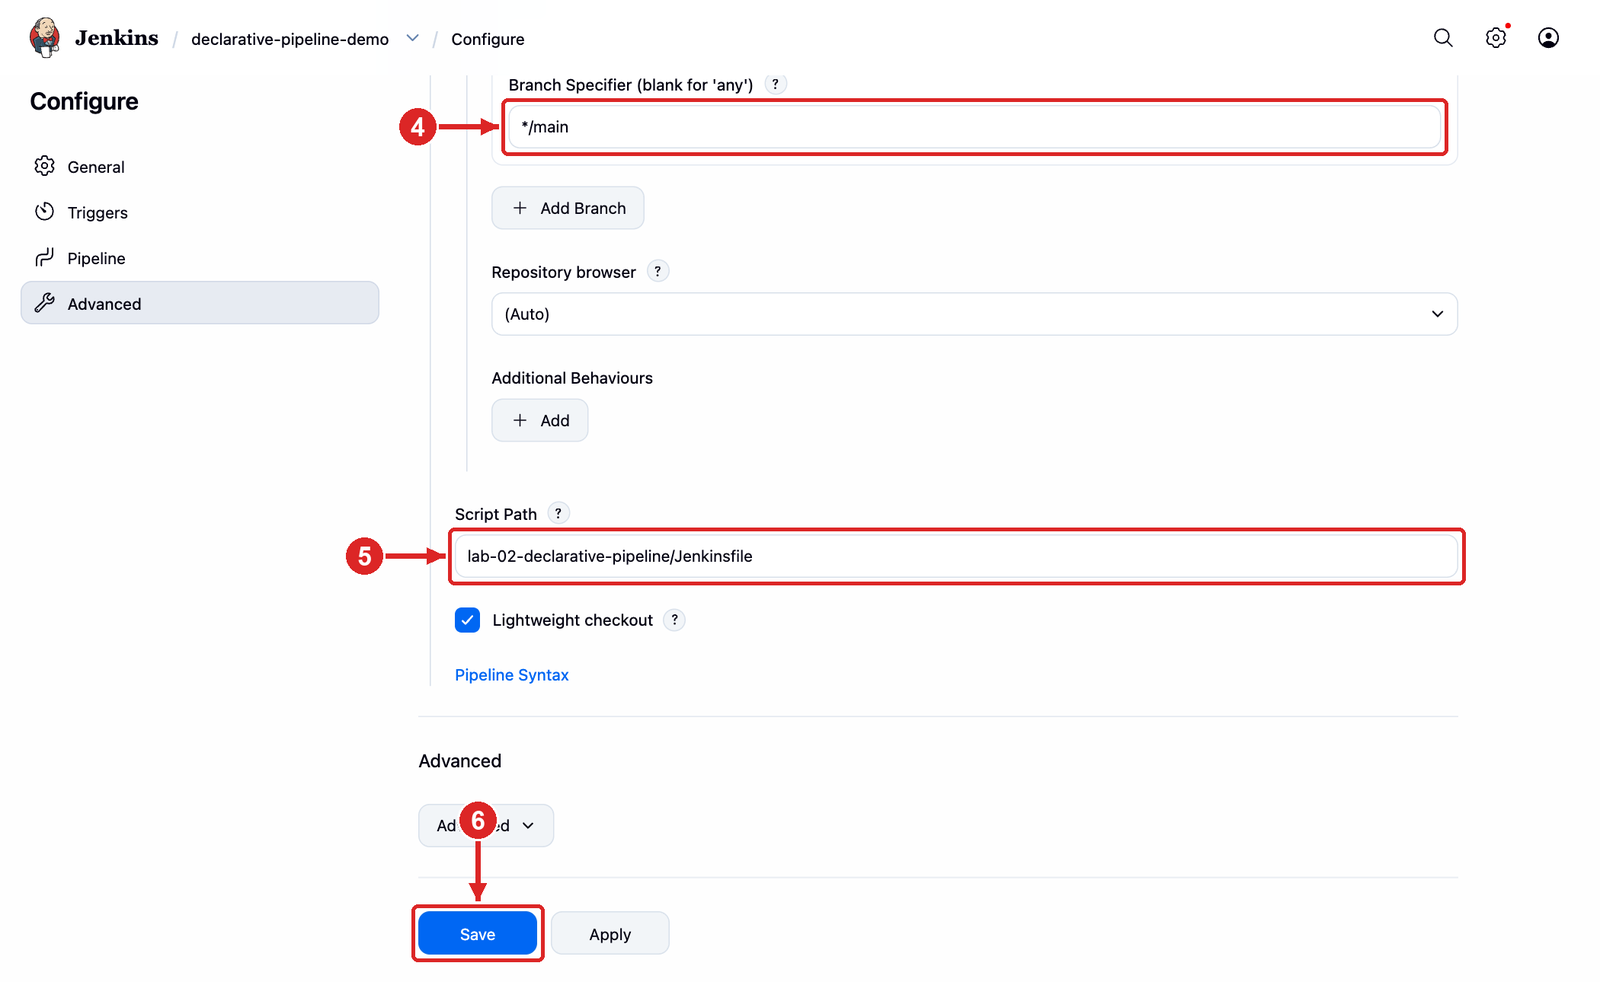 Jenkins / declarative-pipeline-demo / Configure
Configure
General
Triggers
Pipeline
Advanced
Branch Specifier (blank for 'any') ?
4
*/main
+ Add Branch
Repository browser ?
(Auto)
Additional Behaviours
+ Add
Script Path ?
5
lab-02-declarative-pipeline/Jenkinsfile
Lightweight checkout ?
Pipeline Syntax
Advanced
6
Save
Apply